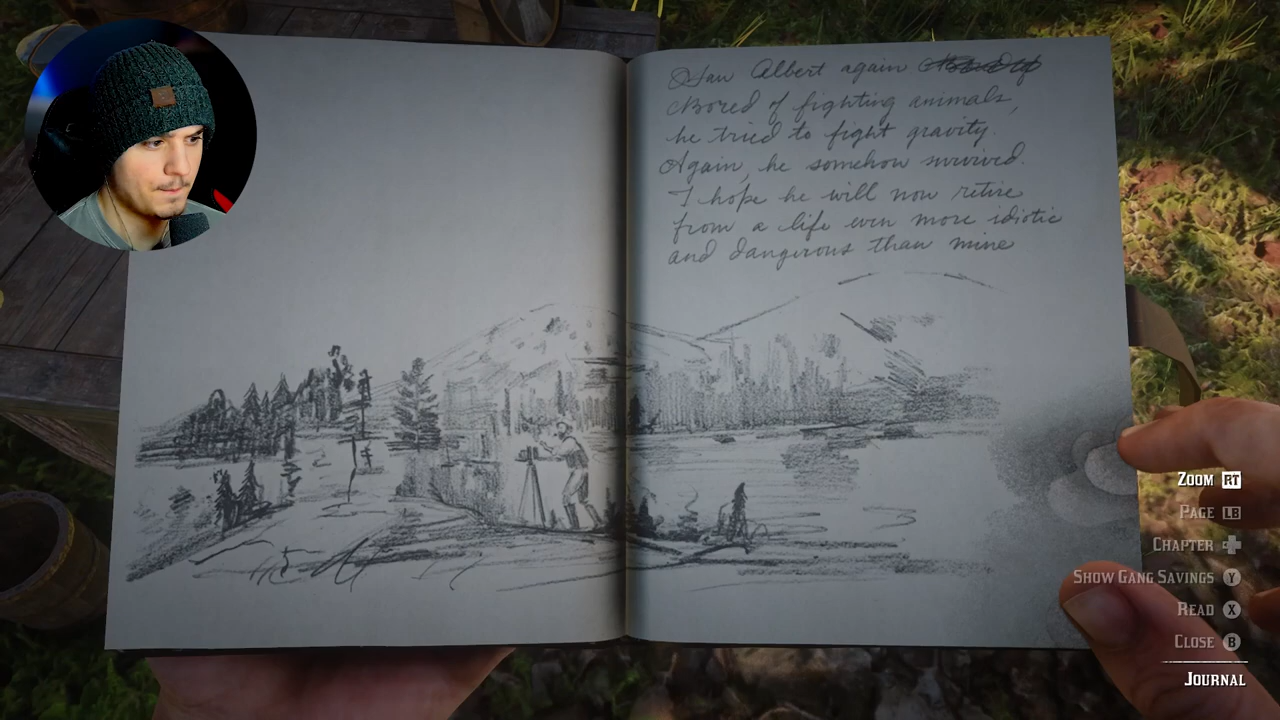 Saw Albert again
Bored of fighting animals,
he tried to fight gravity.
Again, he somehow survived.
I hope he will now retire
from a life even more idiotic
and dangerous than mine
ZOOM RT
PAGE LB
CHAPTER
SHOW GANG SAVINGS Y
READ X
CLOSE B
JOURNAL